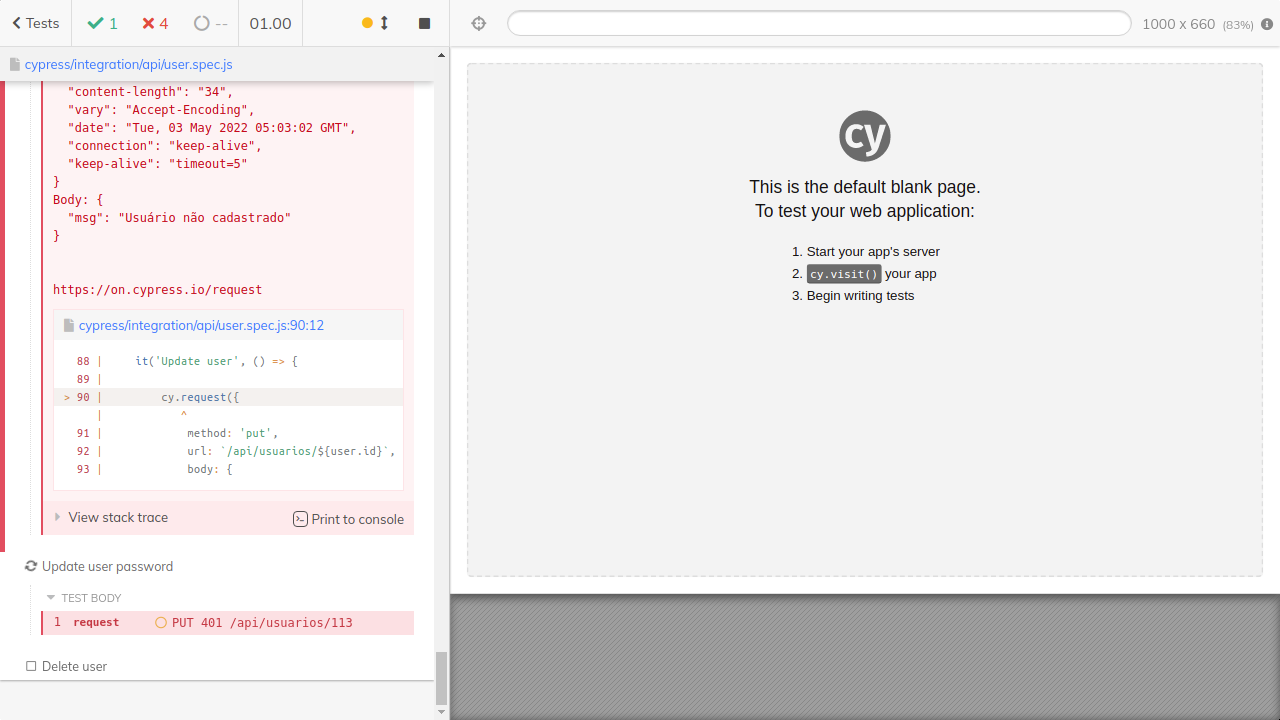 Tests
1
4
--
01.00
1000 x 660 (83%)
cypress/integration/api/user.spec.js
"content-length": "34",
"vary": "Accept-Encoding",
"date": "Tue, 03 May 2022 05:03:02 GMT",
"connection": "keep-alive",
"keep-alive": "timeout=5"
}
Body: {
"msg": "Usuário não cadastrado"
}
https://on.cypress.io/request
cypress/integration/api/user.spec.js:90:12
88 | it('Update user', () => {
89 |
> 90 | cy.request({
| ^
91 | method: 'put',
92 | url: `/api/usuarios/${user.id}`,
93 | body: {
View stack trace
Print to console
Update user password
TEST BODY
1 request PUT 401 /api/usuarios/113
Delete user
cy
This is the default blank page.
To test your web application:
1. Start your app's server
2. cy.visit() your app
3. Begin writing tests